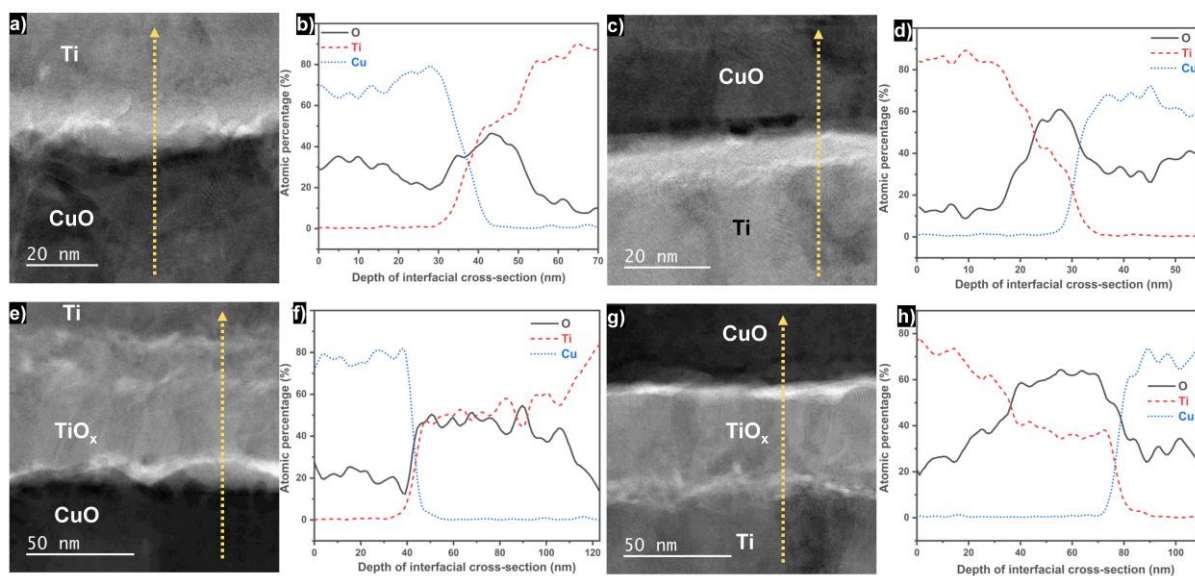 a)
Ti
CuO
20 nm
b)
O
Ti
Cu
Atomic percentage (%)
100
80
60
40
20
0
0 10 20 30 40 50 60 70
Depth of interfacial cross-section (nm)
c)
CuO
Ti
20 nm
d)
O
Ti
Cu
Atomic percentage (%)
100
80
60
40
20
0
0 10 20 30 40 50
Depth of interfacial cross-section (nm)
e)
Ti
TiOx
CuO
50 nm
f)
O
Ti
Cu
Atomic percentage (%)
100
80
60
40
20
0
0 20 40 60 80 100 120
Depth of interfacial cross-section (nm)
g)
CuO
TiOx
Ti
50 nm
h)
O
Ti
Cu
Atomic percentage (%)
100
80
60
40
20
0
0 20 40 60 80 100
Depth of interfacial cross-section (nm)